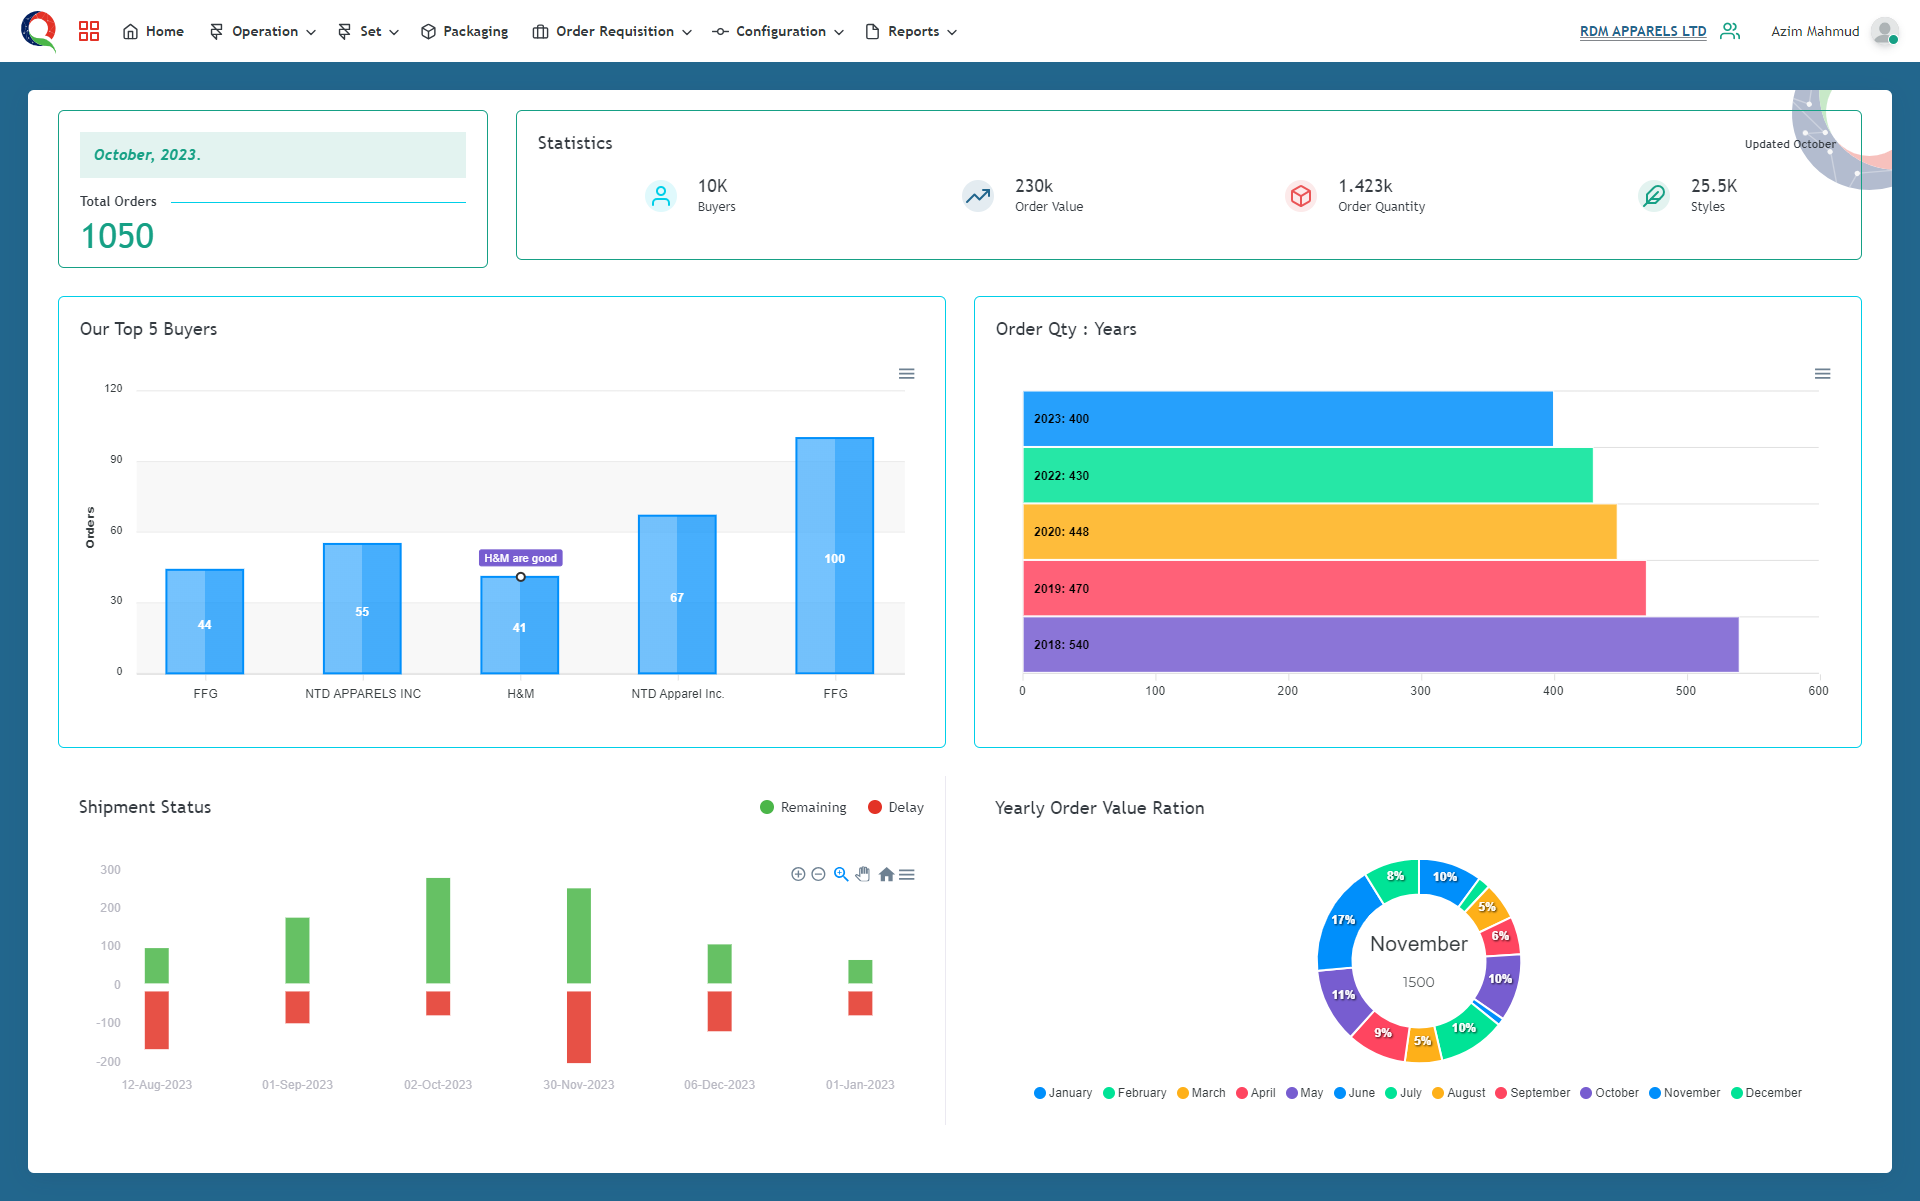 Home Operation Set Packaging Order Requisition Configuration Reports RDM APPARELS LTD Azim Mahmud
October, 2023.
Total Orders
1050
Statistics
Updated October
10K
Buyers
230k
Order Value
1.423k
Order Quantity
25.5K
Styles
Our Top 5 Buyers
120
90
60
30
0
Orders
H&M are good
44
55
41
67
100
FFG NTD APPARELS INC H&M NTD Apparel Inc. FFG
Order Qty : Years
2023: 400
2022: 430
2020: 448
2019: 470
2018: 540
0 100 200 300 400 500 600
Shipment Status
Remaining Delay
300
200
100
0
-100
-200
12-Aug-2023 01-Sep-2023 02-Oct-2023 30-Nov-2023 06-Dec-2023 01-Jan-2023
Yearly Order Value Ration
10%
5%
6%
10%
10%
5%
9%
11%
17%
8%
November
1500
January February March April May June July August September October November December